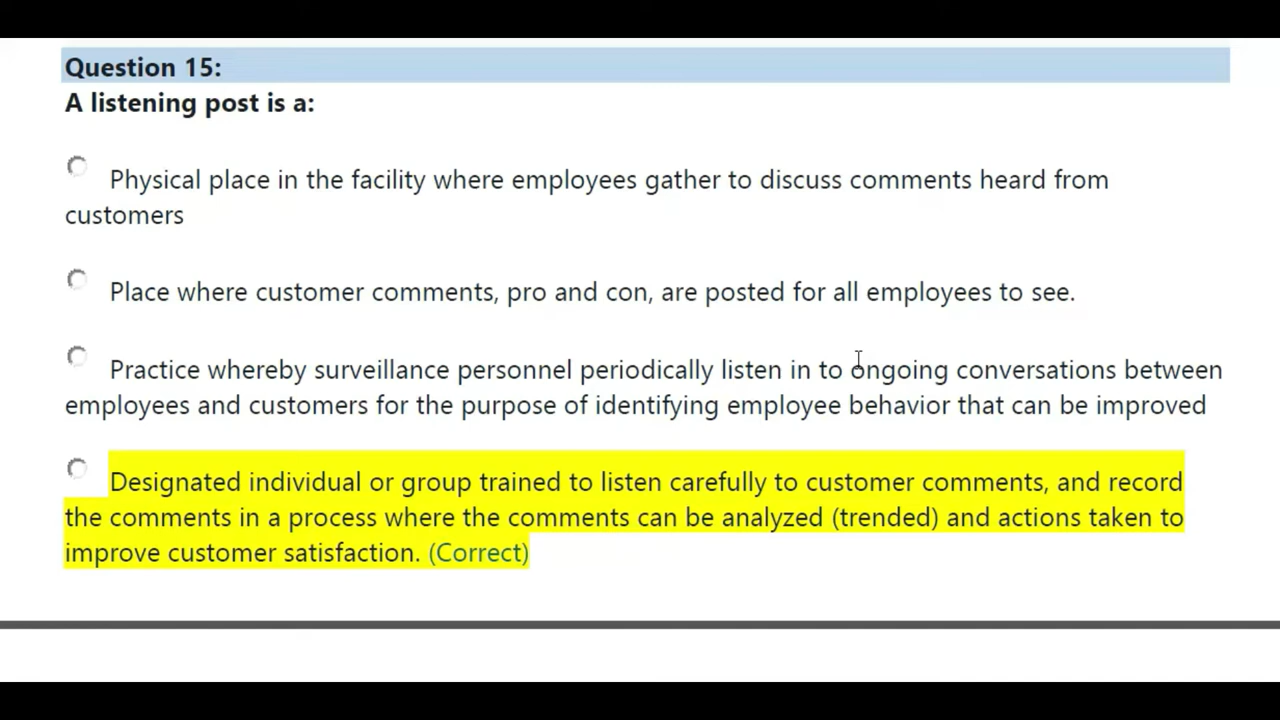 Question 15:
A listening post is a:
Physical place in the facility where employees gather to discuss comments heard from
customers
Place where customer comments, pro and con, are posted for all employees to see.
Practice whereby surveillance personnel periodically listen in to ongoing conversations between
employees and customers for the purpose of identifying employee behavior that can be improved
Designated individual or group trained to listen carefully to customer comments, and record
the comments in a process where the comments can be analyzed (trended) and actions taken to
improve customer satisfaction. (Correct)